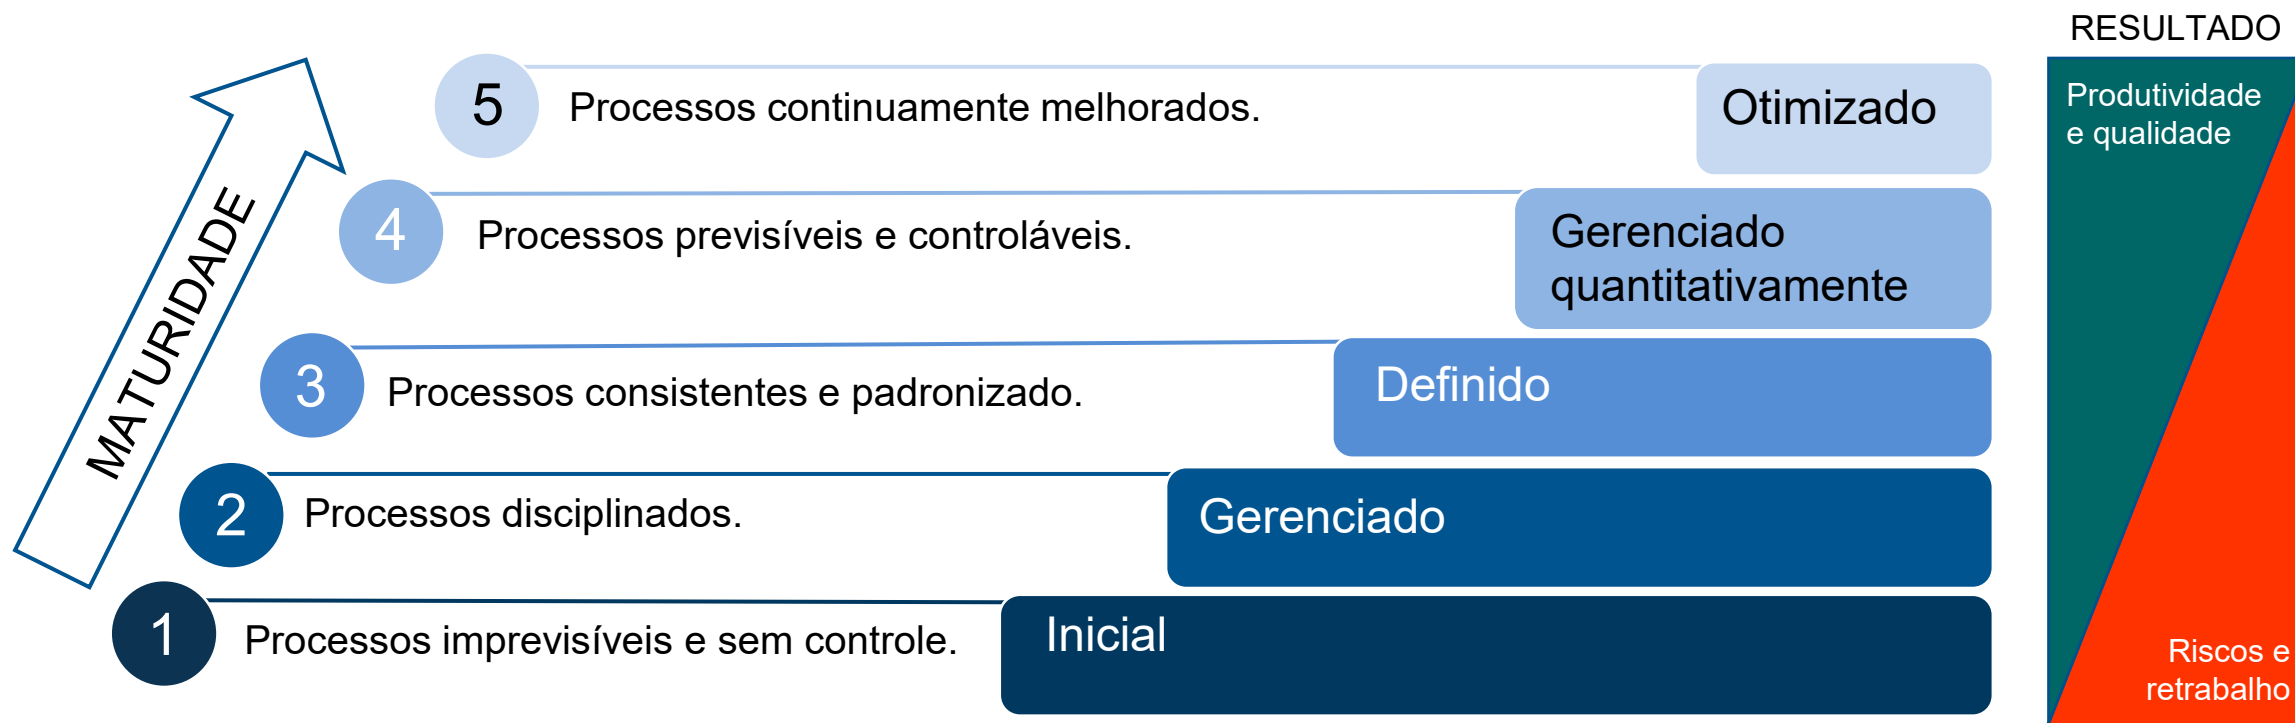 RESULTADO
MATURIDADE
5
Processos continuamente melhorados.
Otimizado
Produtividade
e qualidade
4
Processos previsíveis e controláveis.
Gerenciado
quantitativamente
3
Processos consistentes e padronizado.
Definido
2
Processos disciplinados.
Gerenciado
1
Processos imprevisíveis e sem controle.
Inicial
Riscos e
retrabalho